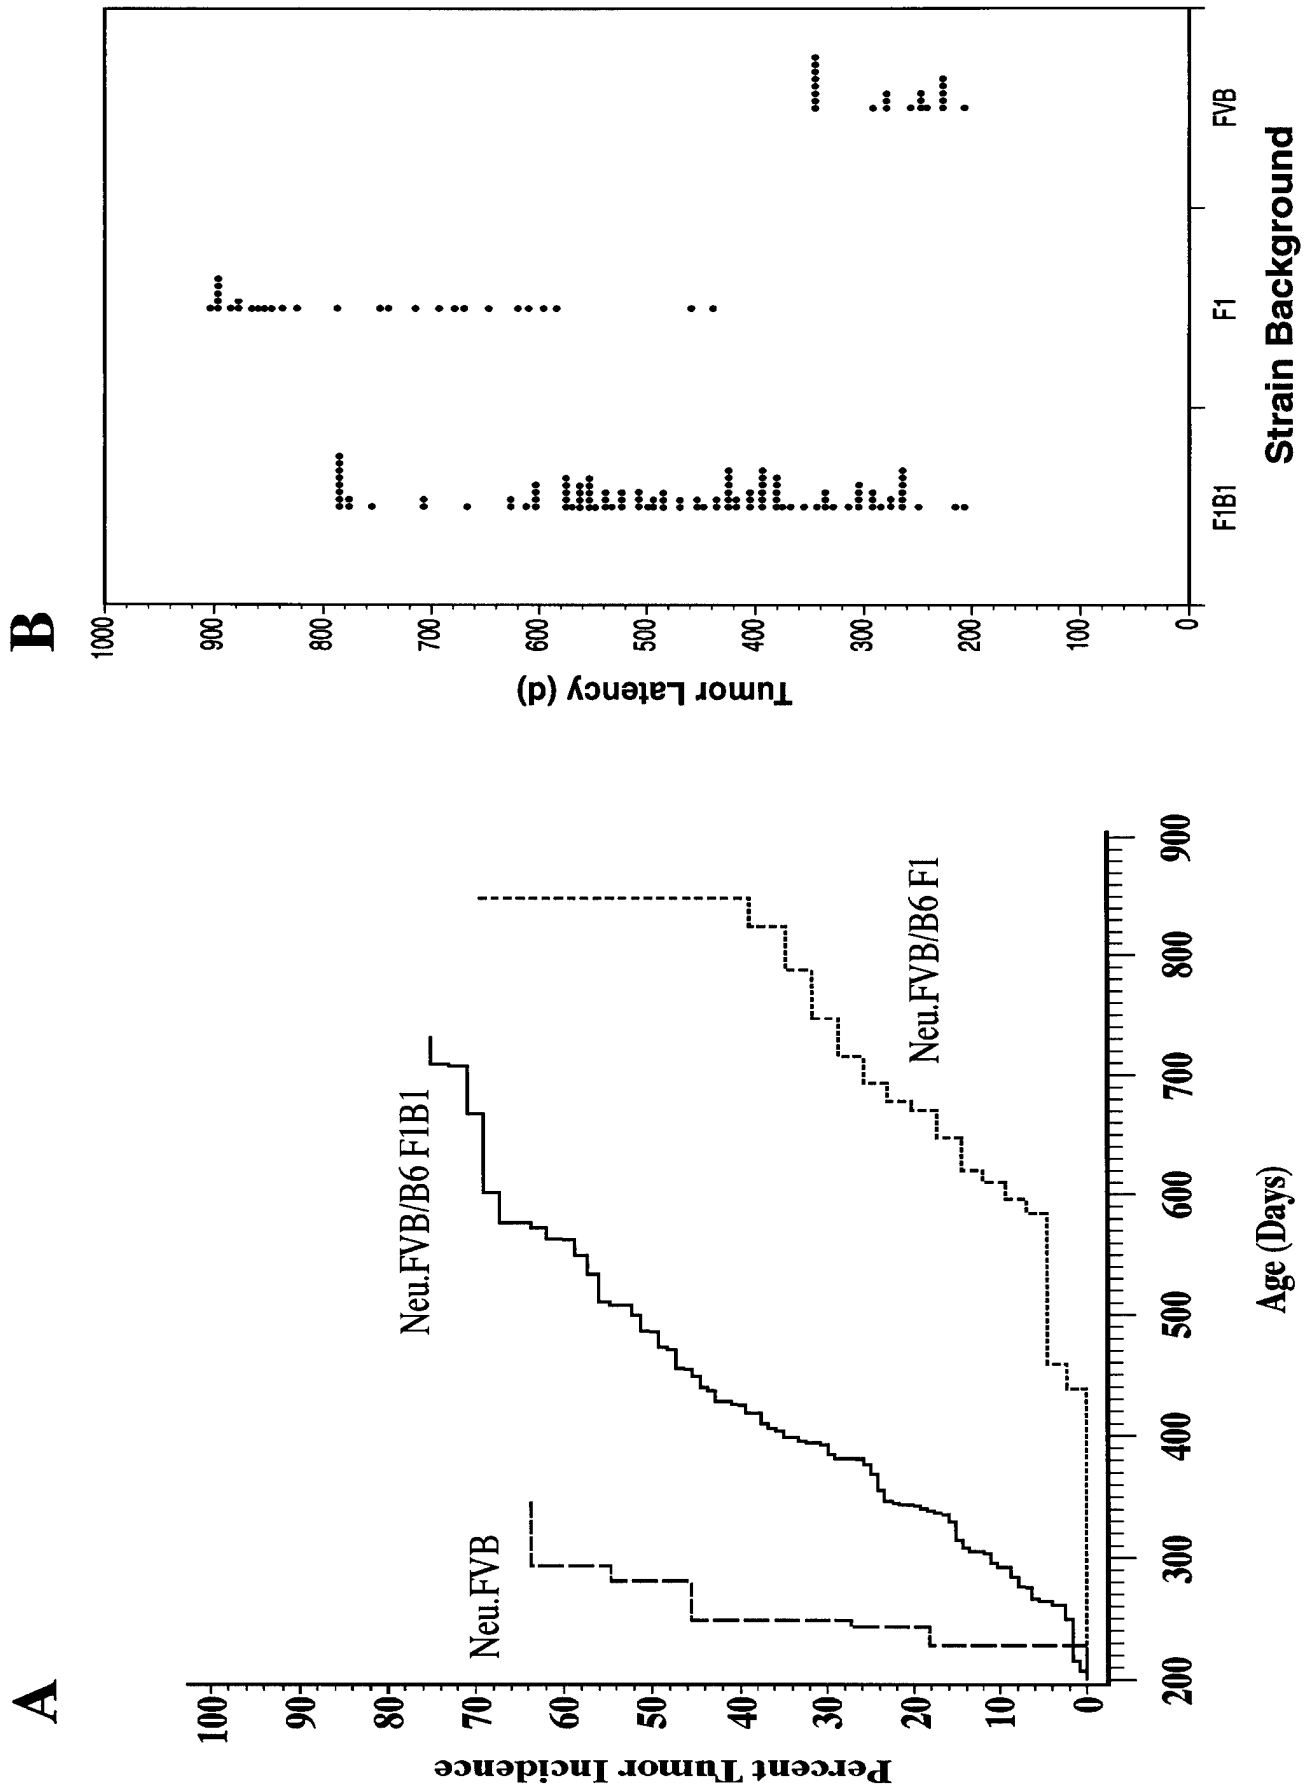 A
Percent Tumor Incidence
100
90
80
70
60
50
40
30
20
10
0
200
300
400
500
600
700
800
900
Age (Days)
Neu.FVB
Neu.FVB/B6 F1B1
Neu.FVB/B6 F1
B
Tumor Latency (d)
1000
900
800
700
600
500
400
300
200
100
0
F1B1
F1
FVB
Strain Background